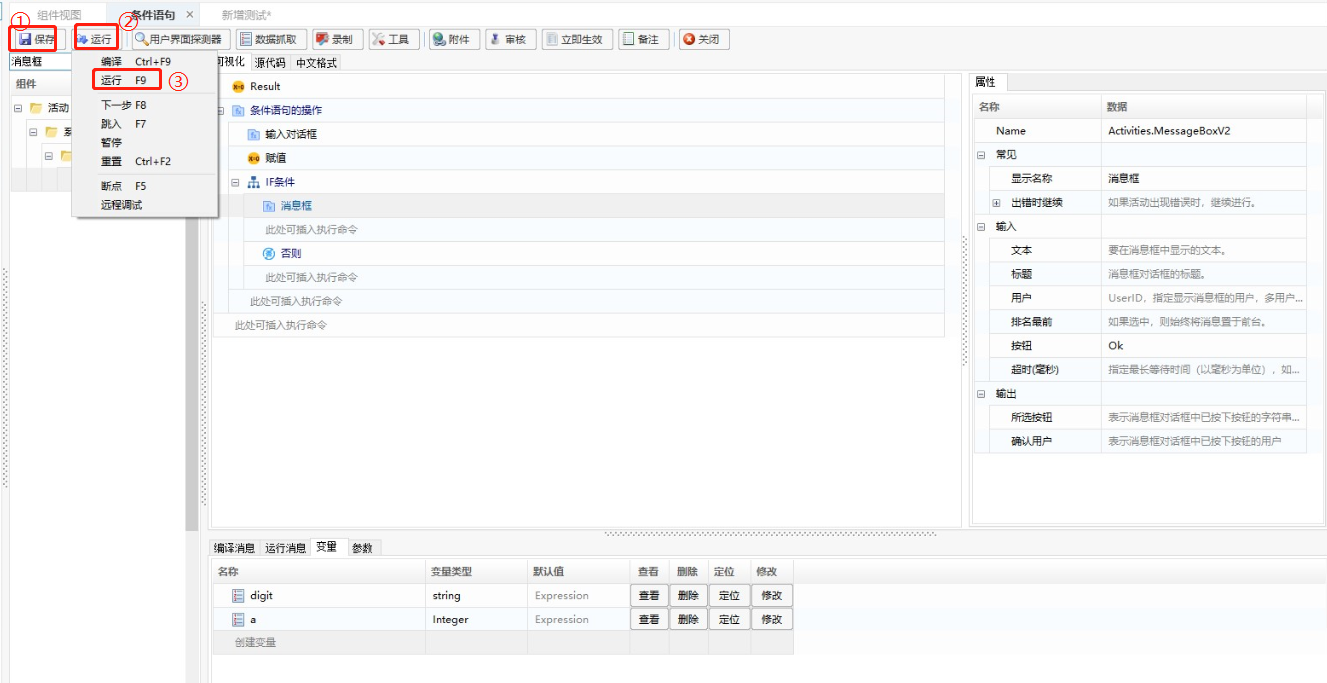 组件视图 条件语句 × 新增测试*
① ②
保存 运行 用户界面探测器 数据抓取 录制 工具 附件 审核 立即生效 备注 关闭
消息框 可视化 源代码 中文格式
组件
活动
系
编译 Ctrl+F9
运行 F9 ③
下一步 F8
跳入 F7
暂停
重置 Ctrl+F2
断点 F5
远程调试
Result
条件语句的操作
输入对话框
赋值
IF条件
消息框
此处可插入执行命令
否则
此处可插入执行命令
此处可插入执行命令
此处可插入执行命令
属性
名称 数据
Name Activities.MessageBoxV2
常见
显示名称 消息框
出错时继续 如果活动出现错误时，继续进行。
输入
文本 要在消息框中显示的文本。
标题 消息框对话框的标题。
用户 UserID，指定显示消息框的用户，多用户...
排名最前 如果选中，则始终将消息置于前台。
按钮 Ok
超时(毫秒) 指定最长等待时间（以毫秒为单位），如...
输出
所选按钮 表示消息框对话框中已按下按钮的字符串...
确认用户 表示消息框对话框中已按下按钮的用户
编译消息 运行消息 变量 参数
名称 变量类型 默认值 查看 删除 定位 修改
digit string Expression 查看 删除 定位 修改
a Integer Expression 查看 删除 定位 修改
创建变量